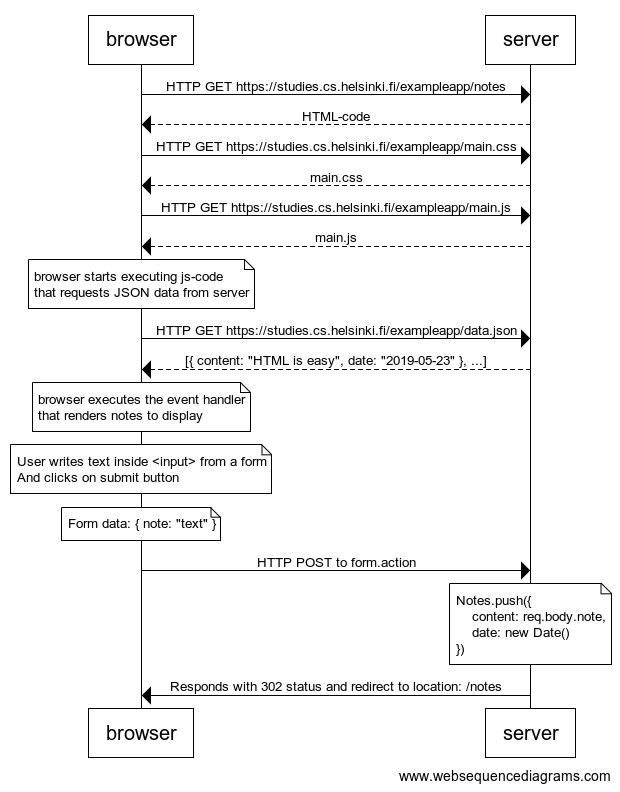 browser
server
HTTP GET https://studies.cs.helsinki.fi/exampleapp/notes
HTML-code
HTTP GET https://studies.cs.helsinki.fi/exampleapp/main.css
main.css
HTTP GET https://studies.cs.helsinki.fi/exampleapp/main.js
main.js
browser starts executing js-code
that requests JSON data from server
HTTP GET https://studies.cs.helsinki.fi/exampleapp/data.json
[{ content: "HTML is easy", date: "2019-05-23" }, ...]
browser executes the event handler
that renders notes to display
User writes text inside <input> from a form
And clicks on submit button
Form data: { note: "text" }
HTTP POST to form.action
Notes.push({
content: req.body.note,
date: new Date()
})
Responds with 302 status and redirect to location: /notes
browser
server
www.websequencediagrams.com